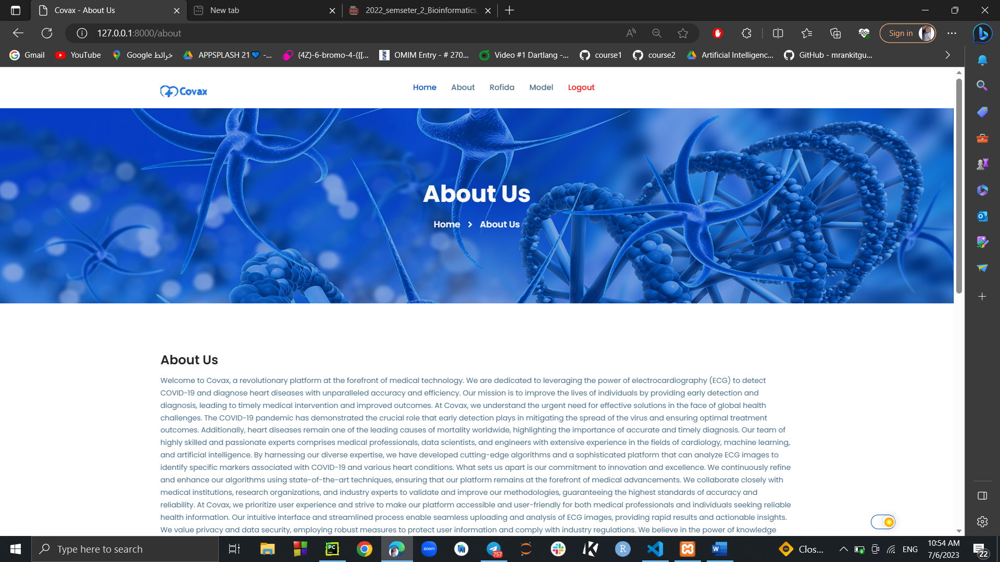 Covax - About Us
New tab
2022_semseter_2_Bioinformatics_
127.0.0.1:8000/about
Sign in
Gmail
YouTube
Google خرائط
APPSPLASH 21💙 -...
(4Z)-6-bromo-4-({[...
OMIM Entry - # 270...
Video #1 Dartlang -...
course1
course2
Artificial Intelligenc...
GitHub - mrankitgu...
Covax
Home
About
Rofida
Model
Logout
About Us
Home > About Us
About Us
Welcome to Covax, a revolutionary platform at the forefront of medical technology. We are dedicated to leveraging the power of electrocardiography (ECG) to detect
COVID-19 and diagnose heart diseases with unparalleled accuracy and efficiency. Our mission is to improve the lives of individuals by providing early detection and
diagnosis, leading to timely medical intervention and improved outcomes. At Covax, we understand the urgent need for effective solutions in the face of global health
challenges. The COVID-19 pandemic has demonstrated the crucial role that early detection plays in mitigating the spread of the virus and ensuring optimal treatment
outcomes. Additionally, heart diseases remain one of the leading causes of mortality worldwide, highlighting the importance of accurate and timely diagnosis. Our team of
highly skilled and passionate experts comprises medical professionals, data scientists, and engineers with extensive experience in the fields of cardiology, machine learning,
and artificial intelligence. By harnessing our diverse expertise, we have developed cutting-edge algorithms and a sophisticated platform that can analyze ECG images to
identify specific markers associated with COVID-19 and various heart conditions. What sets us apart is our commitment to innovation and excellence. We continuously refine
and enhance our algorithms using state-of-the-art techniques, ensuring that our platform remains at the forefront of medical advancements. We collaborate closely with
medical institutions, research organizations, and industry experts to validate and improve our methodologies, guaranteeing the highest standards of accuracy and
reliability. At Covax, we prioritize user experience and strive to make our platform accessible and user-friendly for both medical professionals and individuals seeking reliable
health information. Our intuitive interface and streamlined process enable seamless uploading and analysis of ECG images, providing rapid results and actionable insights.
We value privacy and data security, employing robust measures to protect user information and comply with industry regulations. We believe in the power of knowledge
Type here to search
PC
zoom
757
R
W
Clos...
ENG
10:54 AM
7/6/2023
22